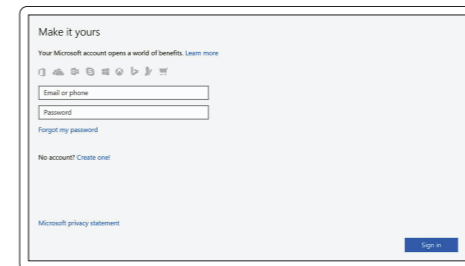 Make it yours
Your Microsoft account opens a world of benefits. Learn more
Email or phone
Password
Forgot my password
No account? Create one!
Microsoft privacy statement
Sign in